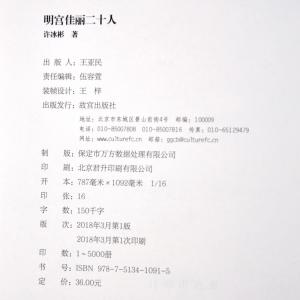 明宫佳丽二十人
许冰彬 著
出 版 人：王亚民
责任编辑：伍容萱
装帧设计：王 梓
出版发行：故宫出版社
地址：北京市东城区景山前街4号 邮编：100009
电话：010-85007808 010-85007816 传真：010-65129479
网址：www.culturefc.cn 邮箱：ggcb@culturefc.cn
制 版：保定市万方数据处理有限公司
印 刷：北京君升印刷有限公司
开 本：787毫米×1092毫米 1/16
印 张：16
字 数：150千字
版 次：2018年3月第1版
2018年3月第1次印刷
印 数：1～5000册
书 号：ISBN 978-7-5134-1091-5
定 价：36.00元